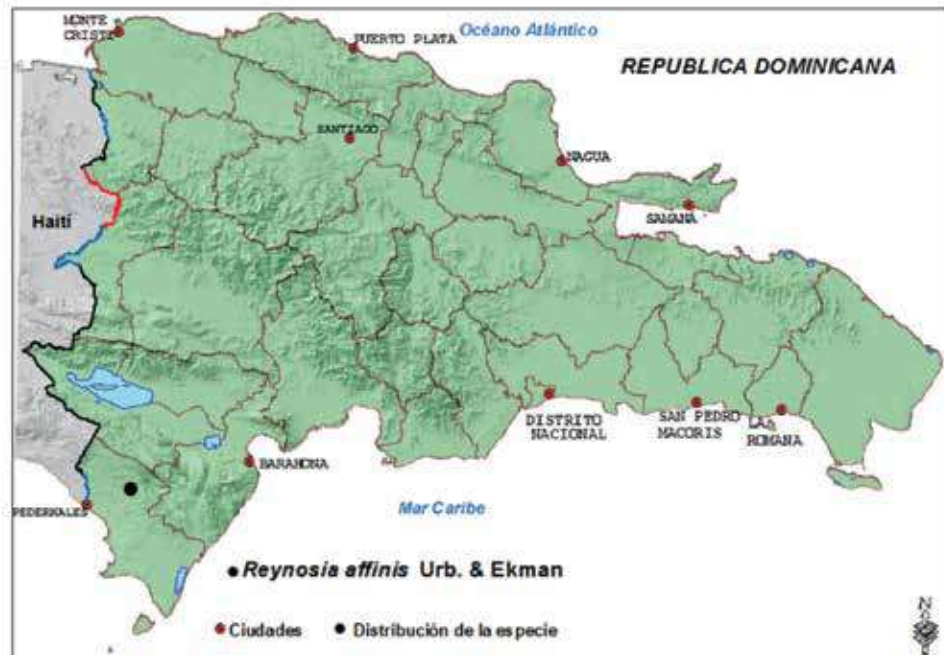 MONTE
CRISTI
Océano Atlántico
PUERTO PLATA
REPUBLICA DOMINICANA
SANTIAGO
NAGUA
SAMANA
Haití
DISTRITO
NACIONAL
SAN PEDRO
MACORIS
LA
ROMANA
BARAHONA
PEDERNALES
Mar Caribe
Reynosia affinis Urb. & Ekman
Ciudades
Distribución de la especie
N